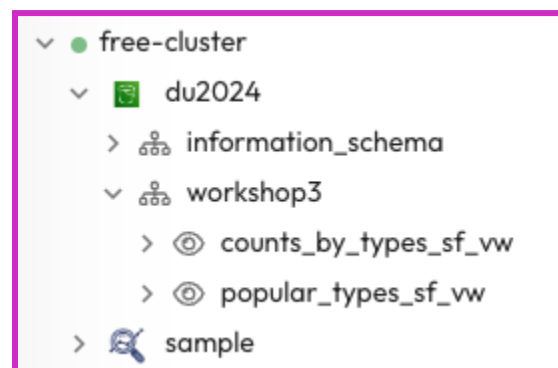 free-cluster
du2024
information_schema
workshop3
counts_by_types_sf_vw
popular_types_sf_vw
sample